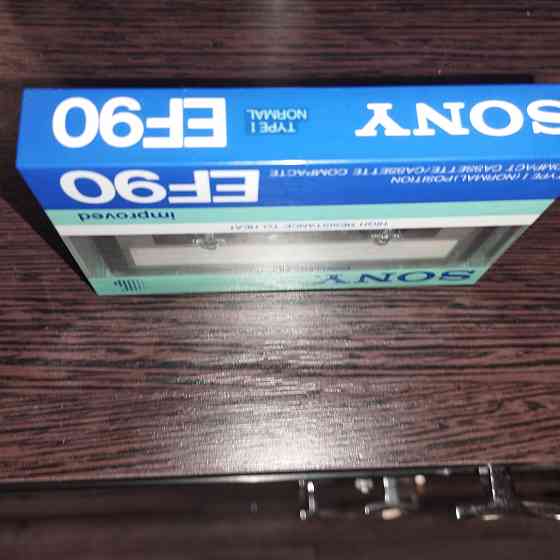 SONY
TYPE I
NORMAL
EF90
TYPE I (NORMAL) POSITION
COMPACT CASSETTE/CASSETTE COMPACTE
EF90
improved
HIGH RESISTANCE TO HEAT
SONY